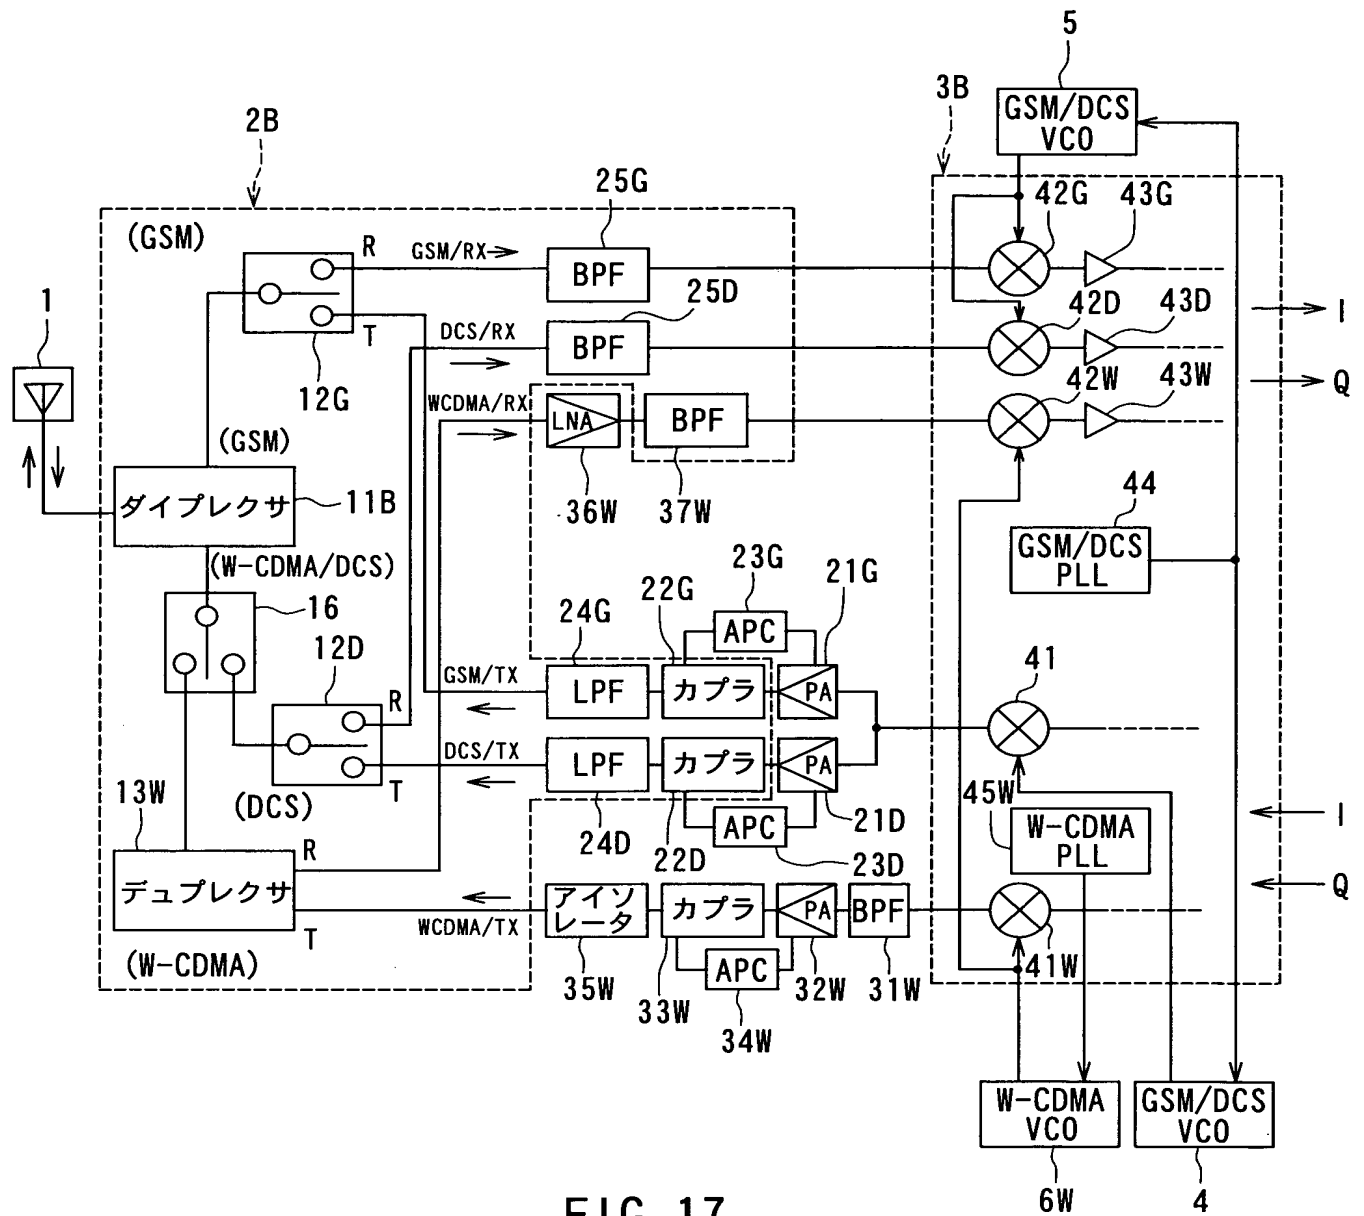 5
GSM/DCS
VCO
3B
2B
25G
42G
43G
(GSM)
R
GSM/RX
BPF
25D
42D
43D
1
T
DCS/RX
BPF
I
12G
42W
43W
WCDMA/RX
LNA
BPF
Q
(GSM)
ダイプレクサ
11B
36W
37W
44
GSM/DCS
PLL
(W-CDMA/DCS)
16
23G
21G
22G
24G
APC
12D
41
R
GSM/TX
LPF
カプラ
PA
DCS/TX
LPF
カプラ
PA
T
45W
13W
(DCS)
24D
22D
APC
21D
23D
W-CDMA
PLL
I
R
デュプレクサ
アイソ
レータ
カプラ
PA
BPF
Q
T
WCDMA/TX
(W-CDMA)
35W
33W
APC
34W
32W
31W
41W
W-CDMA
VCO
GSM/DCS
VCO
6W
4
FIG. 17